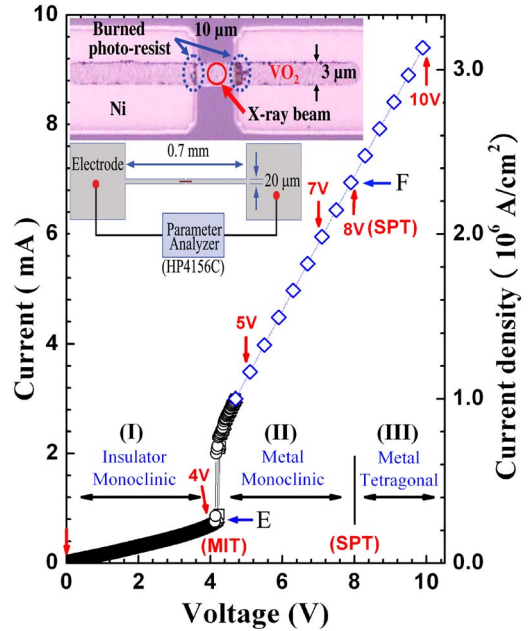 Burned
photo-resist
10 μm
VO2
3 μm
Ni
X-ray beam
Electrode
0.7 mm
20 μm
Parameter
Analyzer
(HP4156C)
10V
7V
F
8V(SPT)
5V
(I)
(II)
(III)
Insulator
Monoclinic
Metal
Monoclinic
Metal
Tetragonal
4V
E
(MIT)
(SPT)
10
8
6
4
2
0
3.0
2.0
1.0
0.0
0 2 4 6 8 10
Current ( mA )
Current density ( 10^6 A/cm^2 )
Voltage (V)